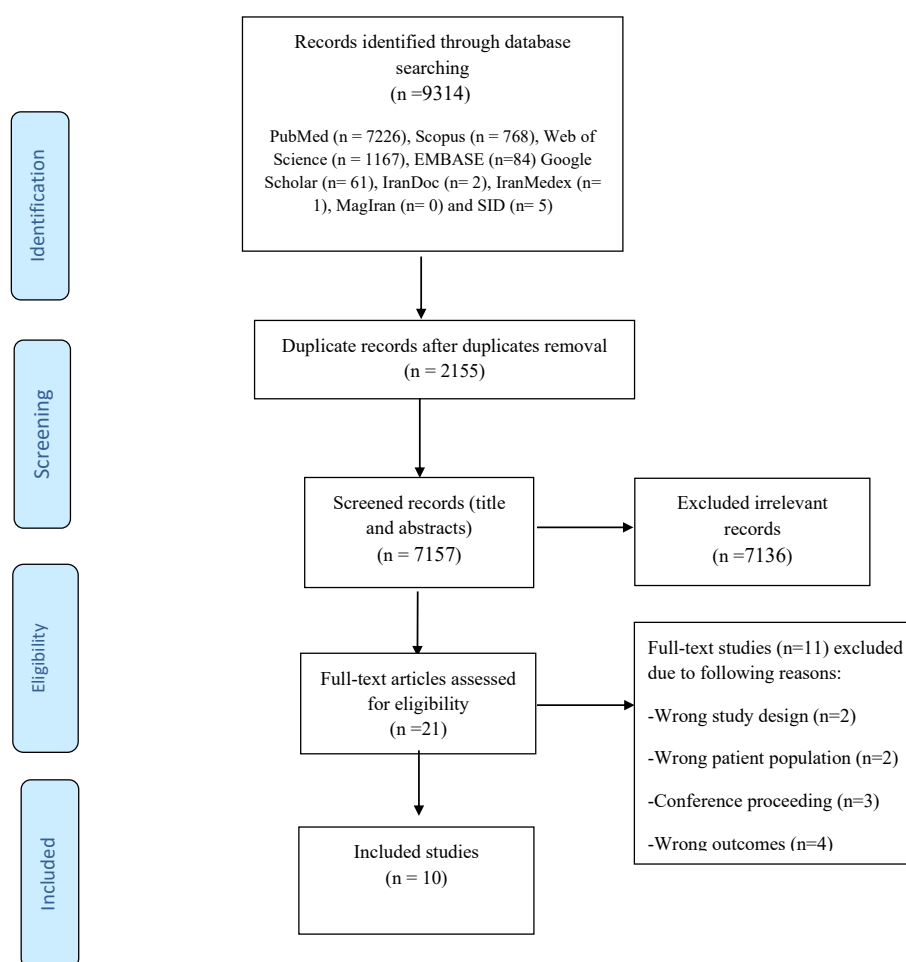 Records identified through database
searching
(n =9314)
PubMed (n = 7226), Scopus (n = 768), Web of
Science (n = 1167), EMBASE (n=84) Google
Scholar (n= 61), IranDoc (n= 2), IranMedex (n=
1), MagIran (n= 0) and SID (n= 5)
Identification
Duplicate records after duplicates removal
(n = 2155)
Screening
Screened records (title
and abstracts)
(n = 7157)
Excluded irrelevant
records
(n =7136)
Eligibility
Full-text articles assessed
for eligibility
(n =21)
Full-text studies (n=11) excluded
due to following reasons:
-Wrong study design (n=2)
-Wrong patient population (n=2)
-Conference proceeding (n=3)
-Wrong outcomes (n=4)
Included
Included studies
(n = 10)